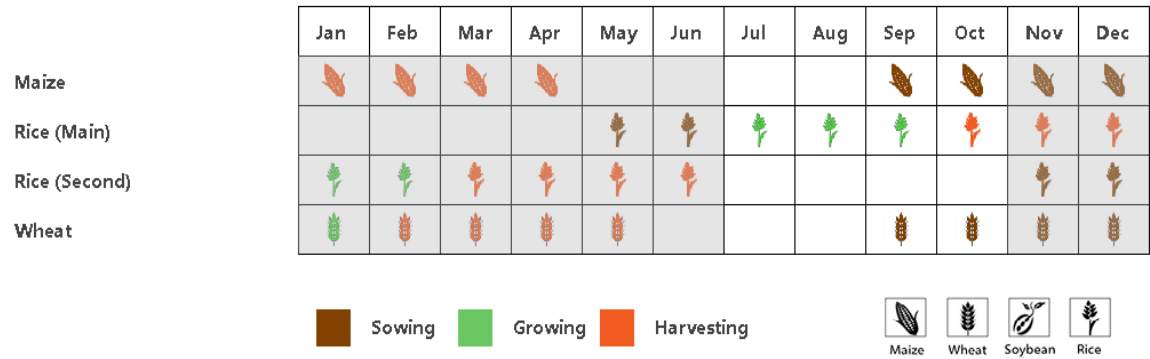 Jan Feb Mar Apr May Jun Jul Aug Sep Oct Nov Dec
Maize
Rice (Main)
Rice (Second)
Wheat
Sowing Growing Harvesting
Maize Wheat Soybean Rice